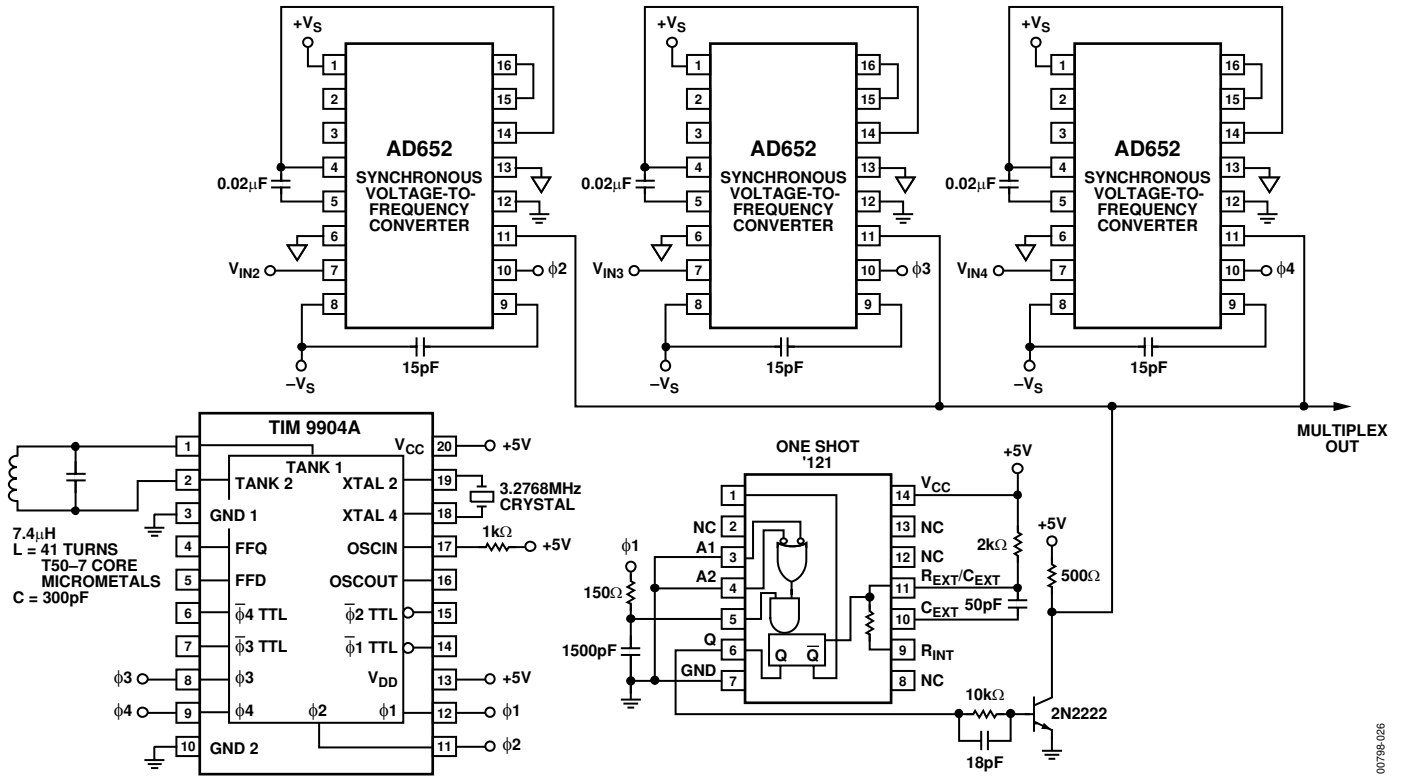 +VS
1
2
3
4
5
6
7
8
16
15
14
13
12
11
10
9
AD652
SYNCHRONOUS
VOLTAGE-TO-
FREQUENCY
CONVERTER
0.02μF
VIN2
ϕ2
15pF
–VS
+VS
1
2
3
4
5
6
7
8
16
15
14
13
12
11
10
9
AD652
SYNCHRONOUS
VOLTAGE-TO-
FREQUENCY
CONVERTER
0.02μF
VIN3
ϕ3
15pF
–VS
+VS
1
2
3
4
5
6
7
8
16
15
14
13
12
11
10
9
AD652
SYNCHRONOUS
VOLTAGE-TO-
FREQUENCY
CONVERTER
0.02μF
VIN4
ϕ4
15pF
–VS
MULTIPLEX
OUT
TIM 9904A
1
TANK 1
VCC
20
+5V
2
TANK 2
XTAL 2
19
3.2768MHz
CRYSTAL
3
GND 1
XTAL 4
18
4
FFQ
OSCIN
17
1kΩ
+5V
5
FFD
OSCOUT
16
6
ϕ̅4 TTL
ϕ̅2 TTL
15
7
ϕ̅3 TTL
ϕ̅1 TTL
14
ϕ3
8
ϕ3
VDD
13
+5V
ϕ4
9
ϕ4
ϕ2
ϕ1
12
ϕ1
10
GND 2
11
ϕ2
7.4μH
L = 41 TURNS
T50–7 CORE
MICROMETALS
C = 300pF
ONE SHOT
'121
1
NC
2
A1
3
A2
4
5
Q
6
GND
7
Q
Q̅
14
VCC
13
NC
12
NC
11
REXT/CEXT
10
CEXT
9
RINT
8
NC
ϕ1
150Ω
1500pF
+5V
2kΩ
50pF
+5V
500Ω
10kΩ
18pF
2N2222
00798-026